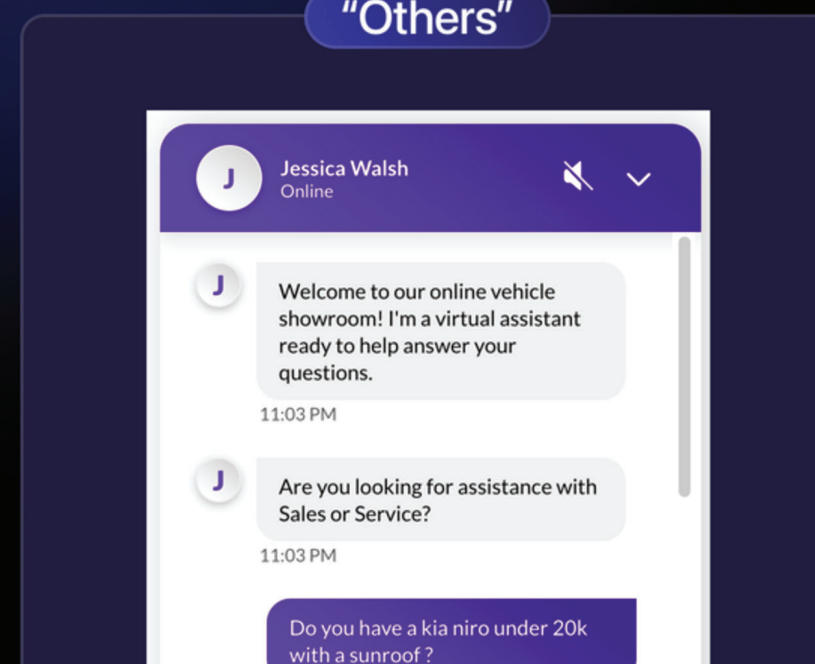 “Others”
J
Jessica Walsh
Online
J
Welcome to our online vehicle
showroom! I'm a virtual assistant
ready to help answer your
questions.
11:03 PM
J
Are you looking for assistance with
Sales or Service?
11:03 PM
Do you have a kia niro under 20k
with a sunroof ?